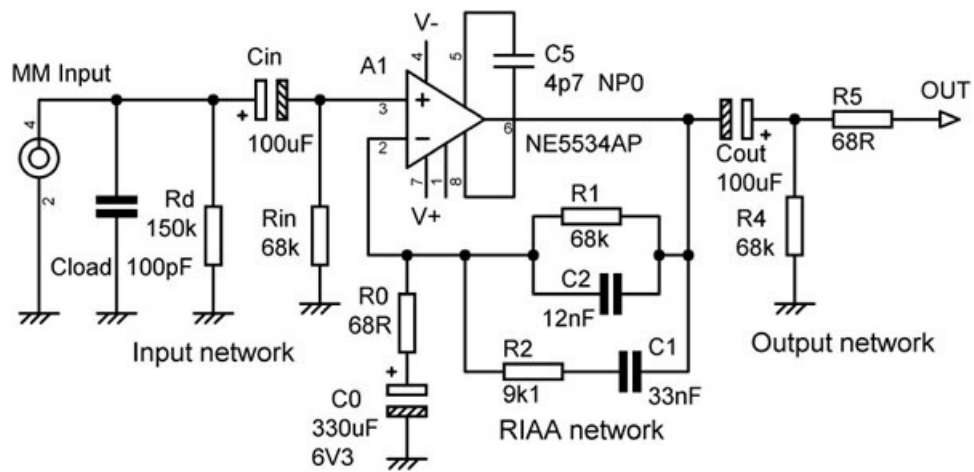 V-
MM Input
Cin
A1
4
5
C5
4p7 NP0
4
+
100uF
+
3
−
2
6
NE5534AP
7
1
8
V+
Cout
+
100uF
R5
68R
OUT
2
Rd
150k
Cload
100pF
Rin
68k
R1
68k
C2
12nF
R4
68k
R0
68R
Input network
+
C0
330uF
6V3
R2
9k1
C1
33nF
RIAA network
Output network